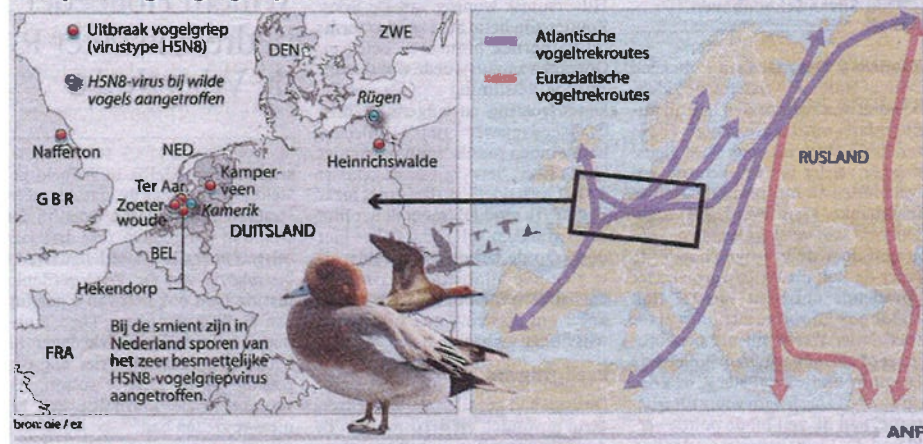 Uitbraak vogelgriep
(virustype H5N8)
H5N8-virus bij wilde
vogels aangetroffen
DEN
ZWE
Rügen
Nafferton
NED
Heinrichswalde
Kamper-
veen
GBR
Ter Aar
Zoeter
woude
Kamerik
DUITSLAND
BEL
Hekendorp
FRA
Bij de smient zijn in
Nederland sporen van
het zeer besmettelijke
H5N8-vogelgriepvirus
aangetroffen.
bron: oie / ez
Atlantische
vogeltrekroutes
Euraziatische
vogeltrekroutes
RUSLAND
ANP